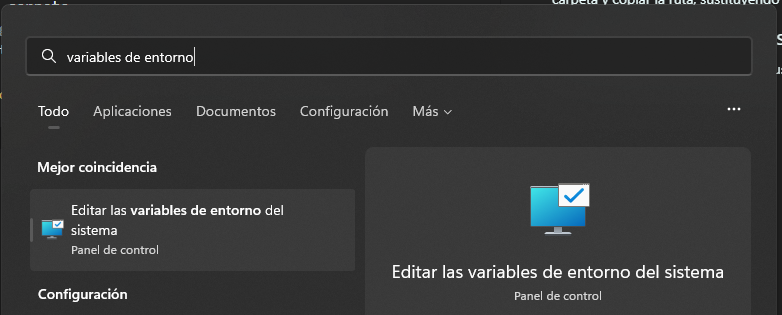 carpeta y copiar la ruta, sustituyendo
variables de entorno
Todo Aplicaciones Documentos Configuración Más
Mejor coincidencia
Editar las variables de entorno del
sistema
Panel de control
Configuración
Editar las variables de entorno del sistema
Panel de control